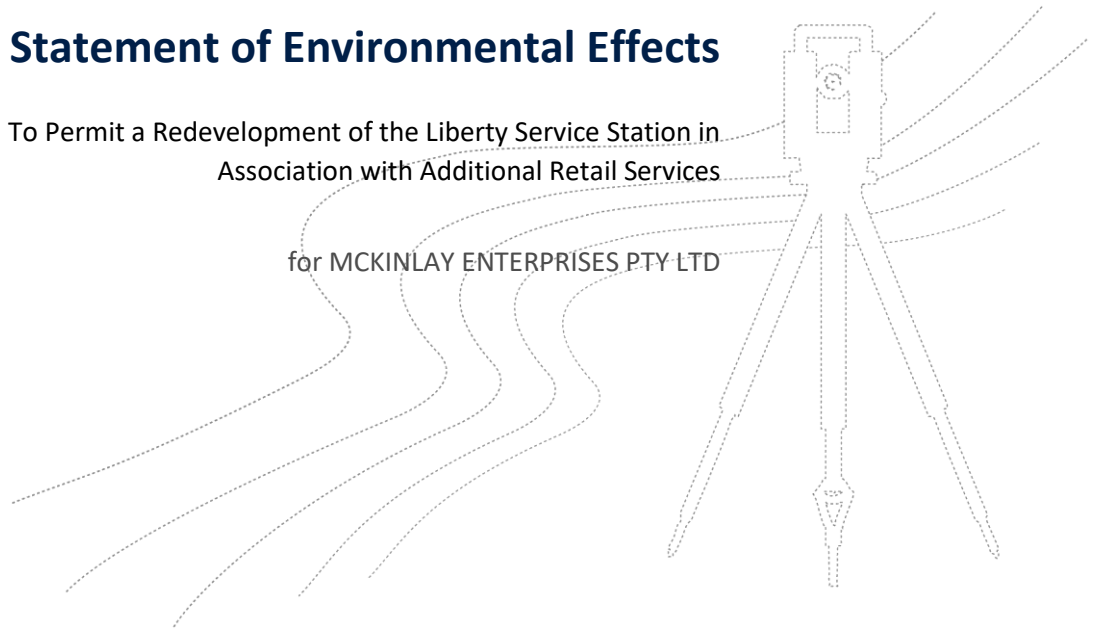 Statement of Environmental Effects
To Permit a Redevelopment of the Liberty Service Station in
Association with Additional Retail Services
for MCKINLAY ENTERPRISES PTY LTD